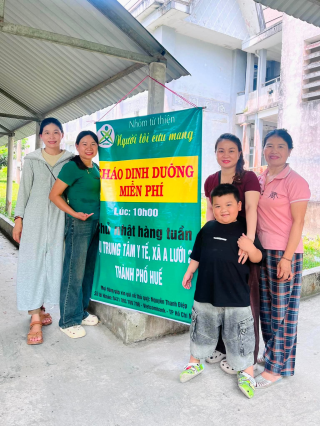 Nhóm từ thiện
Người tôi cưu mang
CHÁO DINH DƯỠNG
MIỄN PHÍ
Lúc: 10h00
Chủ nhật hàng tuần
TRUNG TÂM Y TẾ, XÃ A LƯỚI
THÀNH PHỐ HUẾ